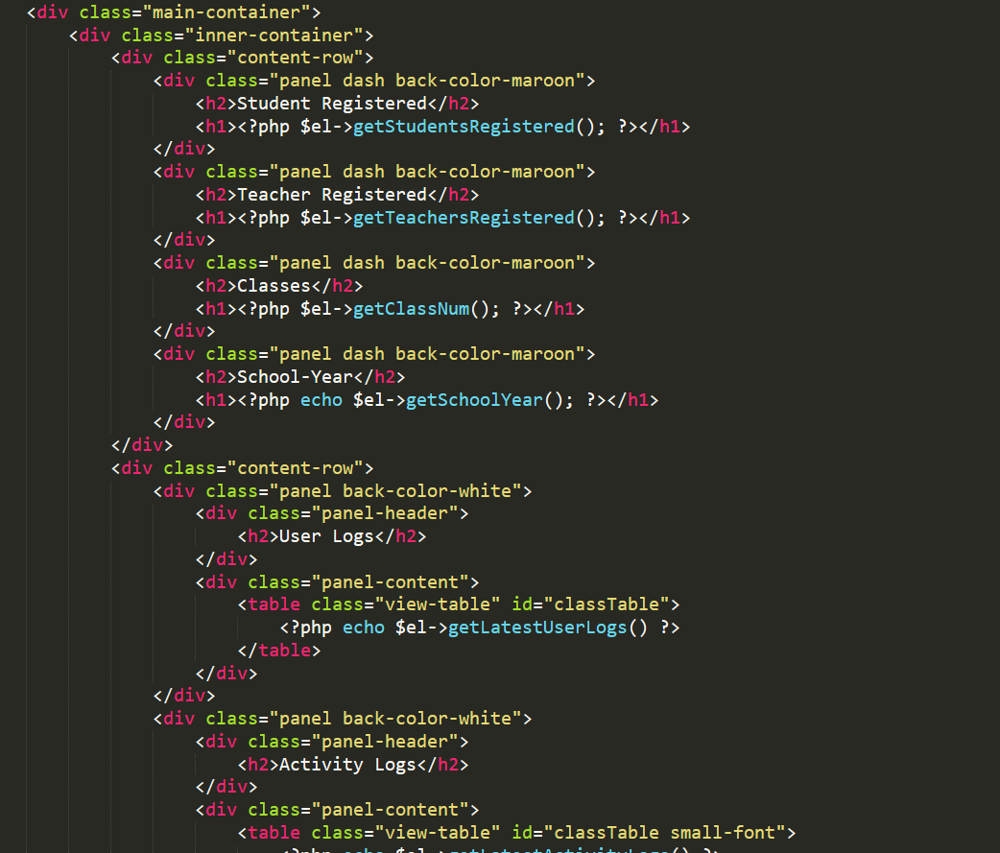 <div class="main-container">
<div class="inner-container">
<div class="content-row">
<div class="panel dash back-color-maroon">
<h2>Student Registered</h2>
<h1><?php $el->getStudentsRegistered(); ?></h1>
</div>
<div class="panel dash back-color-maroon">
<h2>Teacher Registered</h2>
<h1><?php $el->getTeachersRegistered(); ?></h1>
</div>
<div class="panel dash back-color-maroon">
<h2>Classes</h2>
<h1><?php $el->getClassNum(); ?></h1>
</div>
<div class="panel dash back-color-maroon">
<h2>School-Year</h2>
<h1><?php echo $el->getSchoolYear(); ?></h1>
</div>
</div>
<div class="content-row">
<div class="panel back-color-white">
<div class="panel-header">
<h2>User Logs</h2>
</div>
<div class="panel-content">
<table class="view-table" id="classTable">
<?php echo $el->getLatestUserLogs() ?>
</table>
</div>
</div>
<div class="panel back-color-white">
<div class="panel-header">
<h2>Activity Logs</h2>
</div>
<div class="panel-content">
<table class="view-table" id="classTable small-font">
<?php echo $el->getLatestActivityLogs() ?>